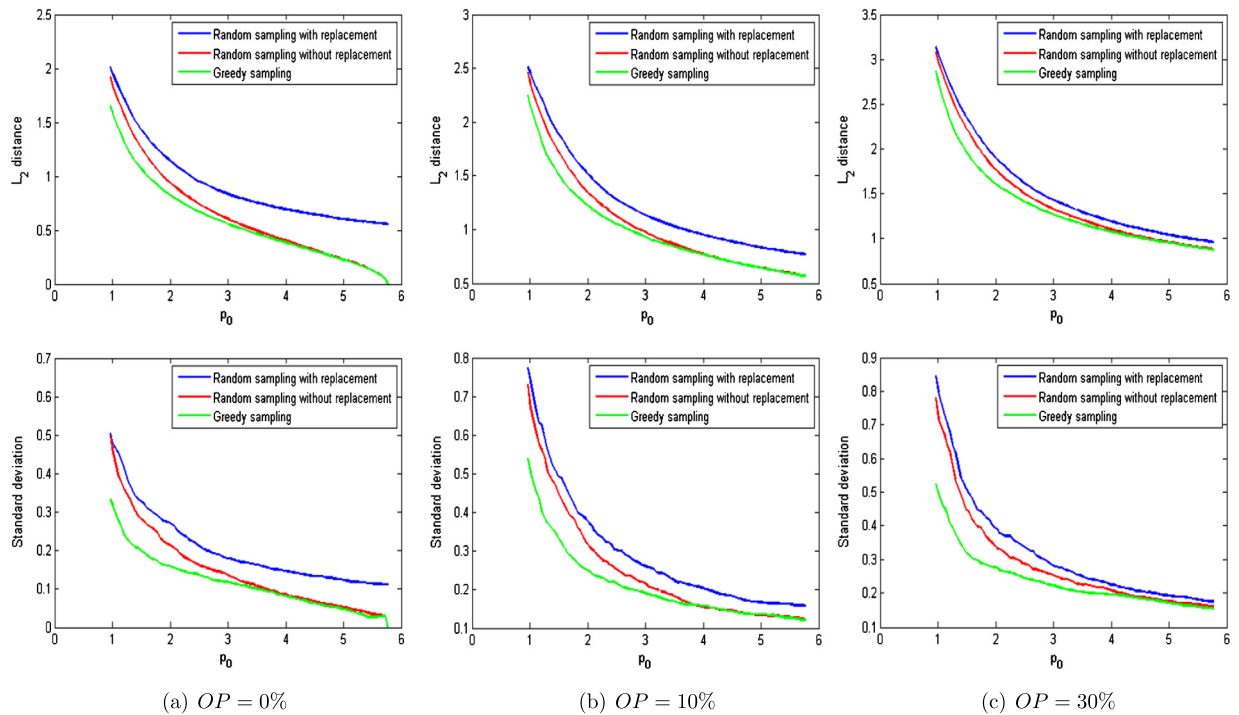 2.5
2
1.5
1
0.5
0
L2 distance
Random sampling with replacement
Random sampling without replacement
Greedy sampling
0 1 2 3 4 5 6
p0
3
2.5
2
1.5
1
0.5
L2 distance
Random sampling with replacement
Random sampling without replacement
Greedy sampling
0 1 2 3 4 5 6
p0
3.5
3
2.5
2
1.5
1
0.5
L2 distance
Random sampling with replacement
Random sampling without replacement
Greedy sampling
0 1 2 3 4 5 6
p0
0.7
0.6
0.5
0.4
0.3
0.2
0.1
0
Standard deviation
Random sampling with replacement
Random sampling without replacement
Greedy sampling
0 1 2 3 4 5 6
p0
0.8
0.7
0.6
0.5
0.4
0.3
0.2
0.1
Standard deviation
Random sampling with replacement
Random sampling without replacement
Greedy sampling
0 1 2 3 4 5 6
p0
0.9
0.8
0.7
0.6
0.5
0.4
0.3
0.2
0.1
Standard deviation
Random sampling with replacement
Random sampling without replacement
Greedy sampling
0 1 2 3 4 5 6
p0
(a) OP = 0%
(b) OP = 10%
(c) OP = 30%